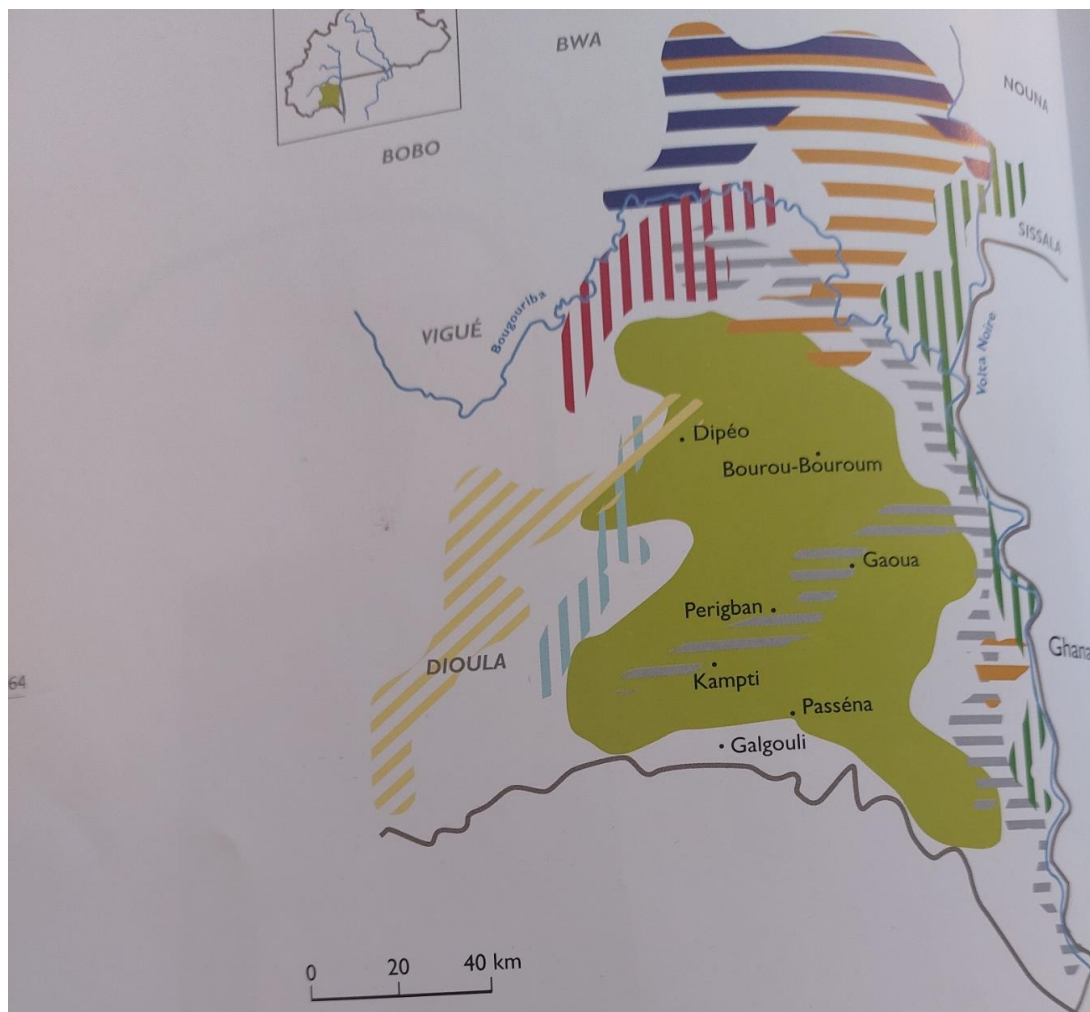 BWA
NOUNA
BOBO
SISSALA
VIGUÉ
Bougouriba
Volta Noire
Dipéo
Bourou-Bouroum
Gaoua
Perigban
Ghana
DIOULA
Kampti
64
Passéna
Galgouli
0 20 40 km